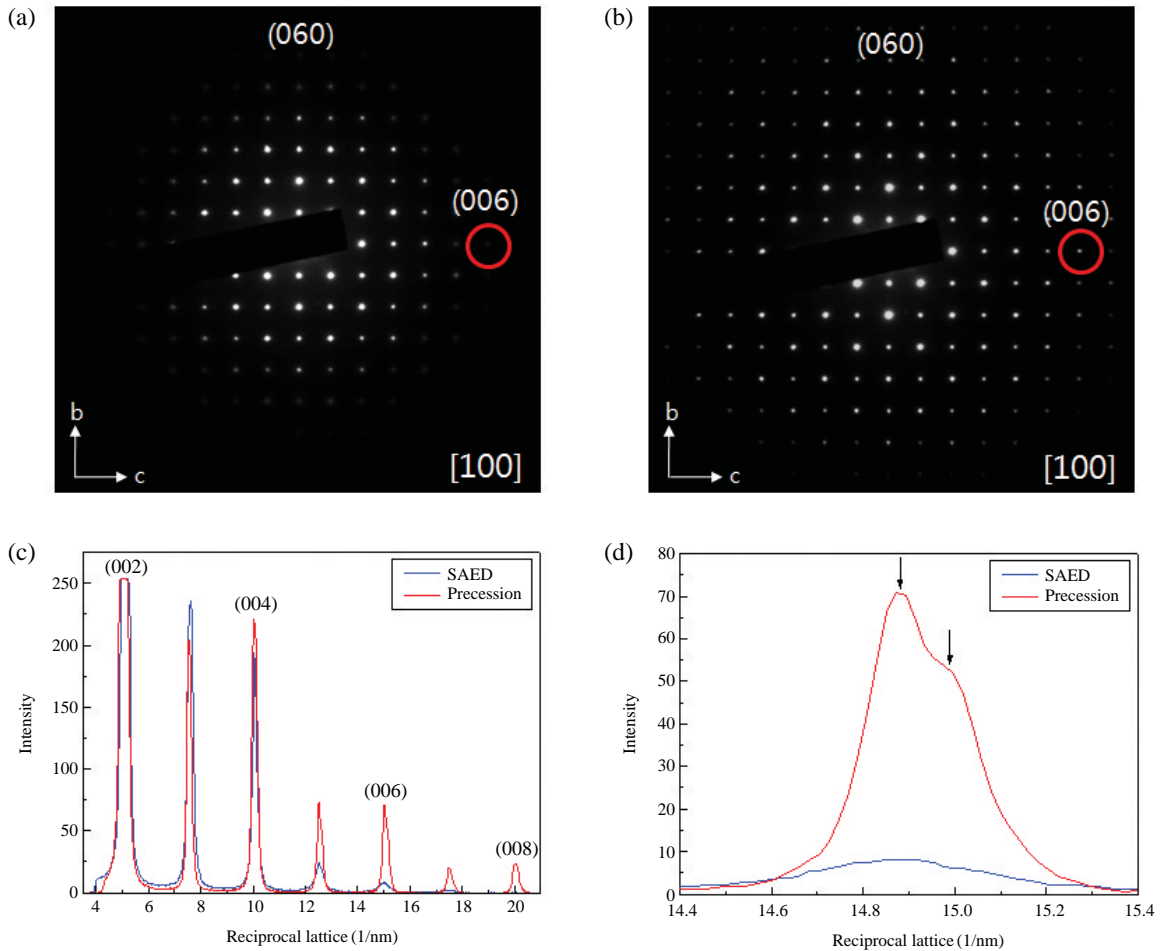 (a)
(060)
(006)
b
c
[100]
(b)
(060)
(006)
b
c
[100]
(c)
250
200
150
100
50
0
Intensity
(002)
(004)
(006)
(008)
SAED
Precession
4 6 8 10 12 14 16 18 20
Reciprocal lattice (1/nm)
(d)
80
70
60
50
40
30
20
10
0
Intensity
SAED
Precession
14.4 14.6 14.8 15.0 15.2 15.4
Reciprocal lattice (1/nm)